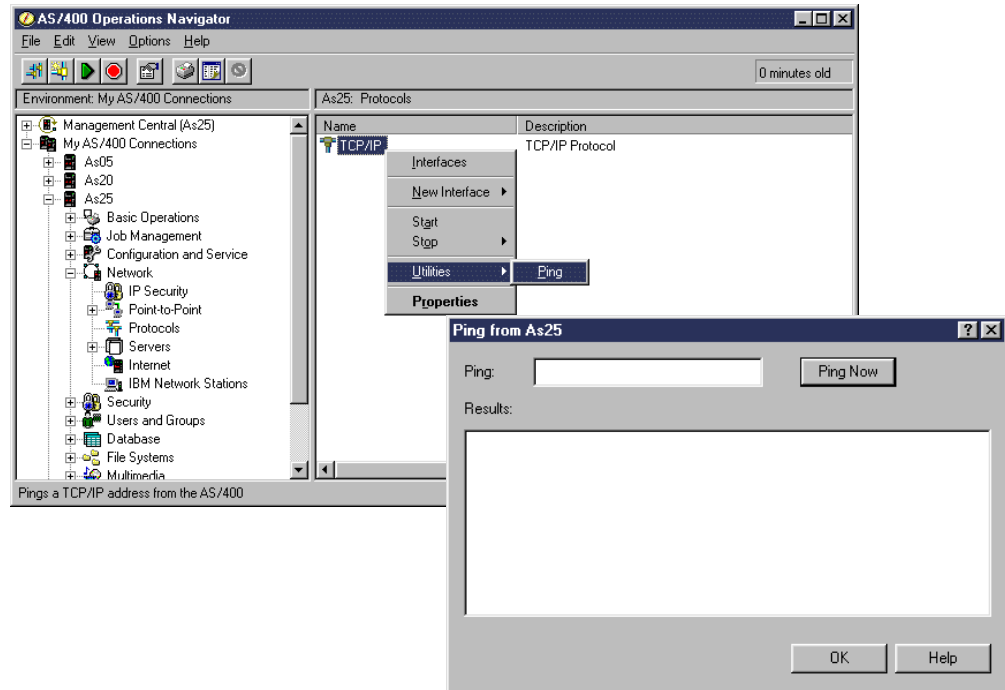 AS/400 Operations Navigator
File Edit View Options Help
0 minutes old
Environment: My AS/400 Connections
As25: Protocols
Management Central (As25)
My AS/400 Connections
As05
As20
As25
Basic Operations
Job Management
Configuration and Service
Network
IP Security
Point-to-Point
Protocols
Servers
Internet
IBM Network Stations
Security
Users and Groups
Database
File Systems
Multimedia
Name Description
TCP/IP TCP/IP Protocol
Interfaces
New Interface
Start
Stop
Utilities
Ping
Properties
Pings a TCP/IP address from the AS/400
Ping from As25
Ping: Ping Now
Results:
OK Help